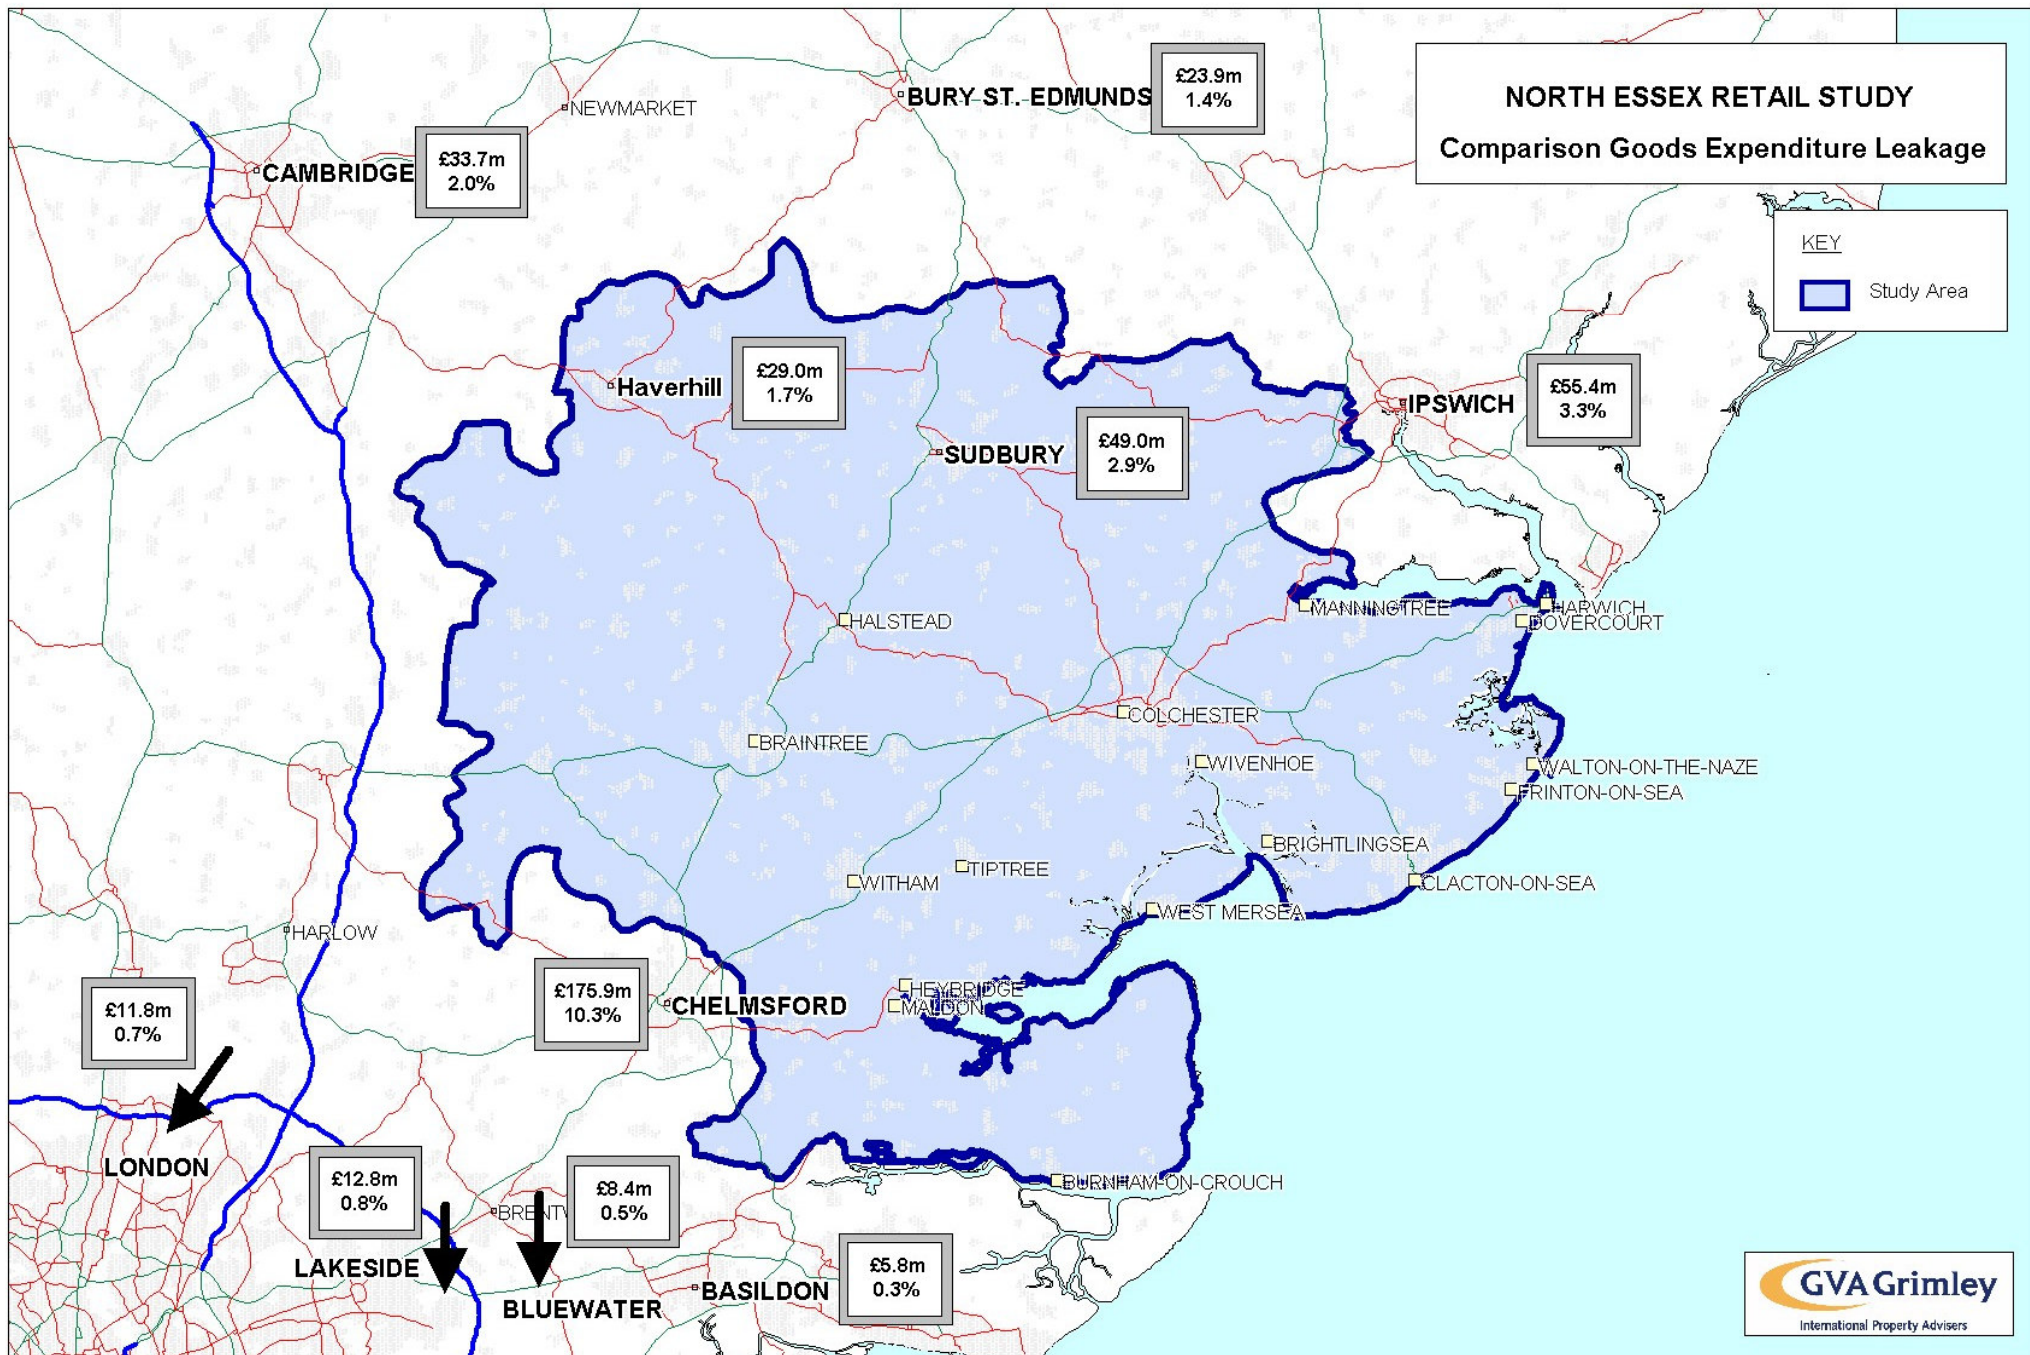 NORTH ESSEX RETAIL STUDY
Comparison Goods Expenditure Leakage
KEY
Study Area
£23.9m
1.4%
BURY ST. EDMUNDS
NEWMARKET
CAMBRIDGE
£33.7m
2.0%
Haverhill
£29.0m
1.7%
SUDBURY
£49.0m
2.9%
IPSWICH
£55.4m
3.3%
HALSTEAD
MANNINGTREE
HARWICH
DOVERCOURT
COLCHESTER
BRAINTREE
WIVENHOE
WALTON-ON-THE-NAZE
FRINTON-ON-SEA
BRIGHTLINGSEA
TIPTREE
WITHAM
CLACTON-ON-SEA
WEST MERSEA
HARLOW
HEYBRIDGE
MALDON
£175.9m
10.3%
CHELMSFORD
£11.8m
0.7%
LONDON
£12.8m
0.8%
LAKESIDE
BRENTW
£8.4m
0.5%
BLUEWATER
BURNHAM-ON-CROUCH
BASILDON
£5.8m
0.3%
GVA Grimley
International Property Advisers